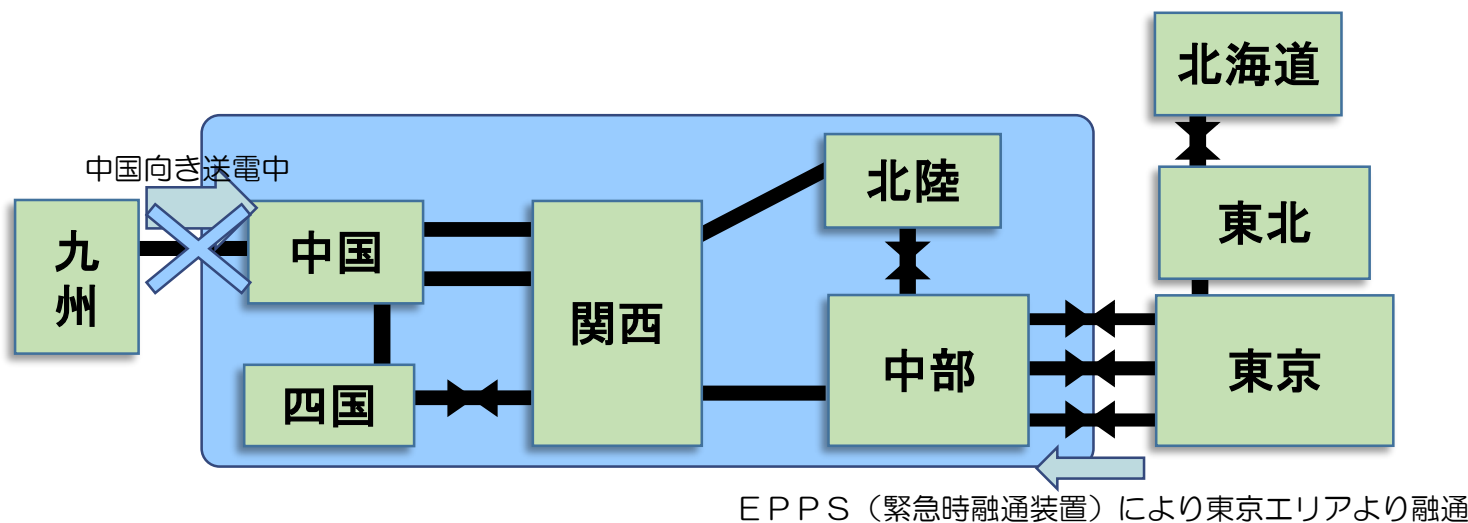 北海道
中国向き送電中
北陸
東北
九州
中国
関西
中部
東京
四国
ＥＰＰＳ（緊急時融通装置）により東京エリアより融通